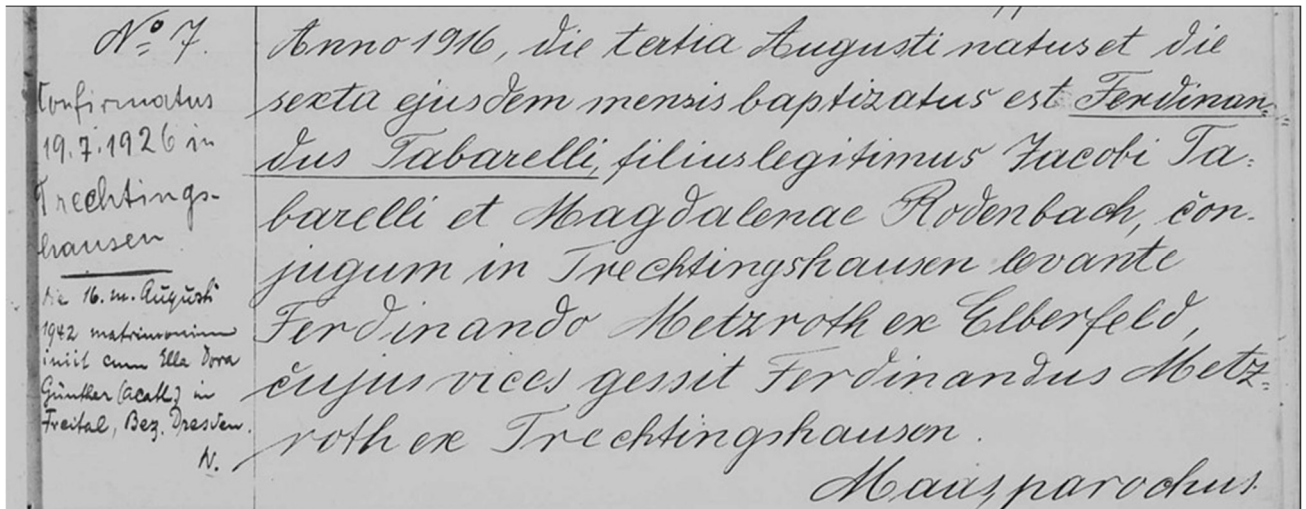 No 7.
Confirmatus
19.7.1926 in
Trechtings-
hausen
die 16. m. Augusti
1942 matrimonium
iniit cum Ella Dora
Günther (acath.) in
Freital, Bez. Dresden.
N.
Anno 1916, die tertia Augusti natus et die
sexta ejusdem mensis baptizatus est Ferdinan=
dus Tabarelli, filius legitimus Jacobi Ta=
barelli et Magdalenae Rodenbach, con-
jugum in Trechtingshausen levante
Ferdinando Metzroth ex Elberfeld,
cujus vices gessit Ferdinandus Metz=
roth ex Trechtingshausen.
Maas, parochus.